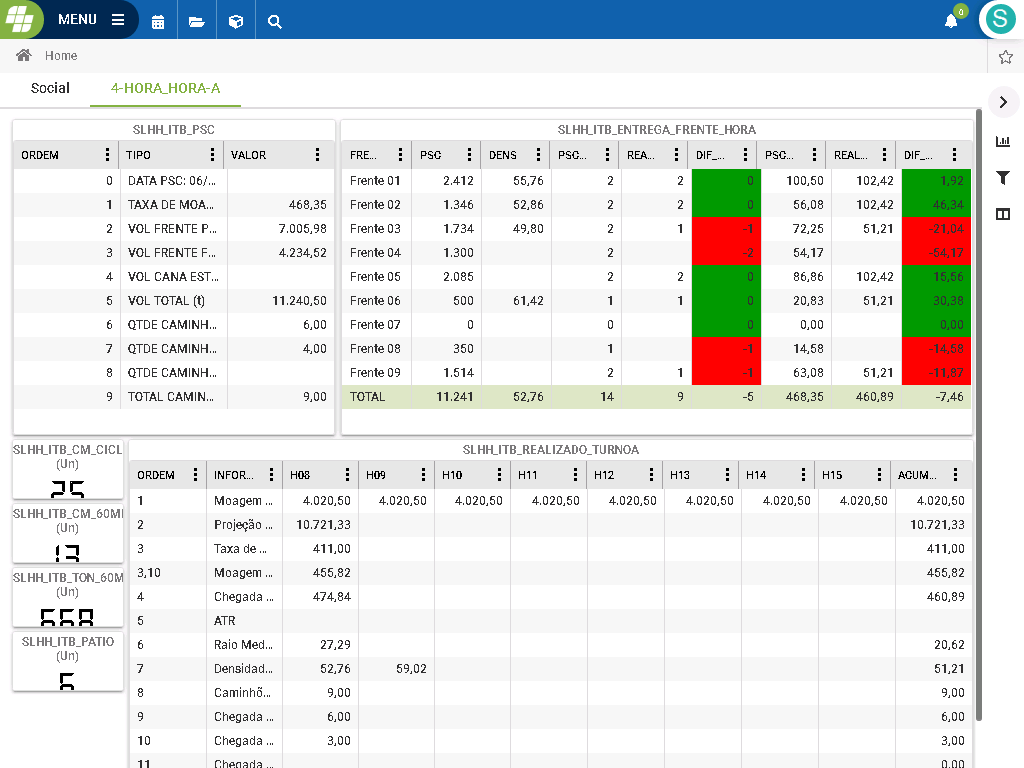 MENU
0
S
Home
Social 4-HORA_HORA-A
SLHH_ITB_PSC
ORDEM TIPO VALOR
0 DATA PSC: 06/...
1 TAXA DE MOA... 468,35
2 VOL FRENTE P... 7.005,98
3 VOL FRENTE F... 4.234,52
4 VOL CANA EST...
5 VOL TOTAL (t) 11.240,50
6 QTDE CAMINH... 6,00
7 QTDE CAMINH... 4,00
8 QTDE CAMINH...
9 TOTAL CAMIN... 9,00
SLHH_ITB_ENTREGA_FRENTE_HORA
FRE... PSC DENS PSC... REA... DIF_... PSC... REAL... DIF_...
Frente 01 2.412 55,76 2 2 0 100,50 102,42 1,92
Frente 02 1.346 52,86 2 2 0 56,08 102,42 46,34
Frente 03 1.734 49,80 2 1 -1 72,25 51,21 -21,04
Frente 04 1.300 2 -2 54,17 -54,17
Frente 05 2.085 2 2 0 86,86 102,42 15,56
Frente 06 500 61,42 1 1 0 20,83 51,21 30,38
Frente 07 0 0 0 0,00 0,00
Frente 08 350 1 -1 14,58 -14,58
Frente 09 1.514 2 1 -1 63,08 51,21 -11,87
TOTAL 11.241 52,76 14 9 -5 468,35 460,89 -7,46
SLHH_ITB_CM_CICL
(Un)
25
SLHH_ITB_CM_60MI
(Un)
13
SLHH_ITB_TON_60M
(Un)
668
SLHH_ITB_PATIO
(Un)
6
SLHH_ITB_REALIZADO_TURNOA
ORDEM INFOR... H08 H09 H10 H11 H12 H13 H14 H15 ACUM...
1 Moagem ... 4.020,50 4.020,50 4.020,50 4.020,50 4.020,50 4.020,50 4.020,50 4.020,50 4.020,50
2 Projeção ... 10.721,33 10.721,33
3 Taxa de ... 411,00 411,00
3,10 Moagem ... 455,82 455,82
4 Chegada ... 474,84 460,89
5 ATR
6 Raio Med... 27,29 20,62
7 Densidad... 52,76 59,02 51,21
8 Caminhõ... 9,00 9,00
9 Chegada ... 6,00 6,00
10 Chegada ... 3,00 3,00
11 Chegada ... 0,00